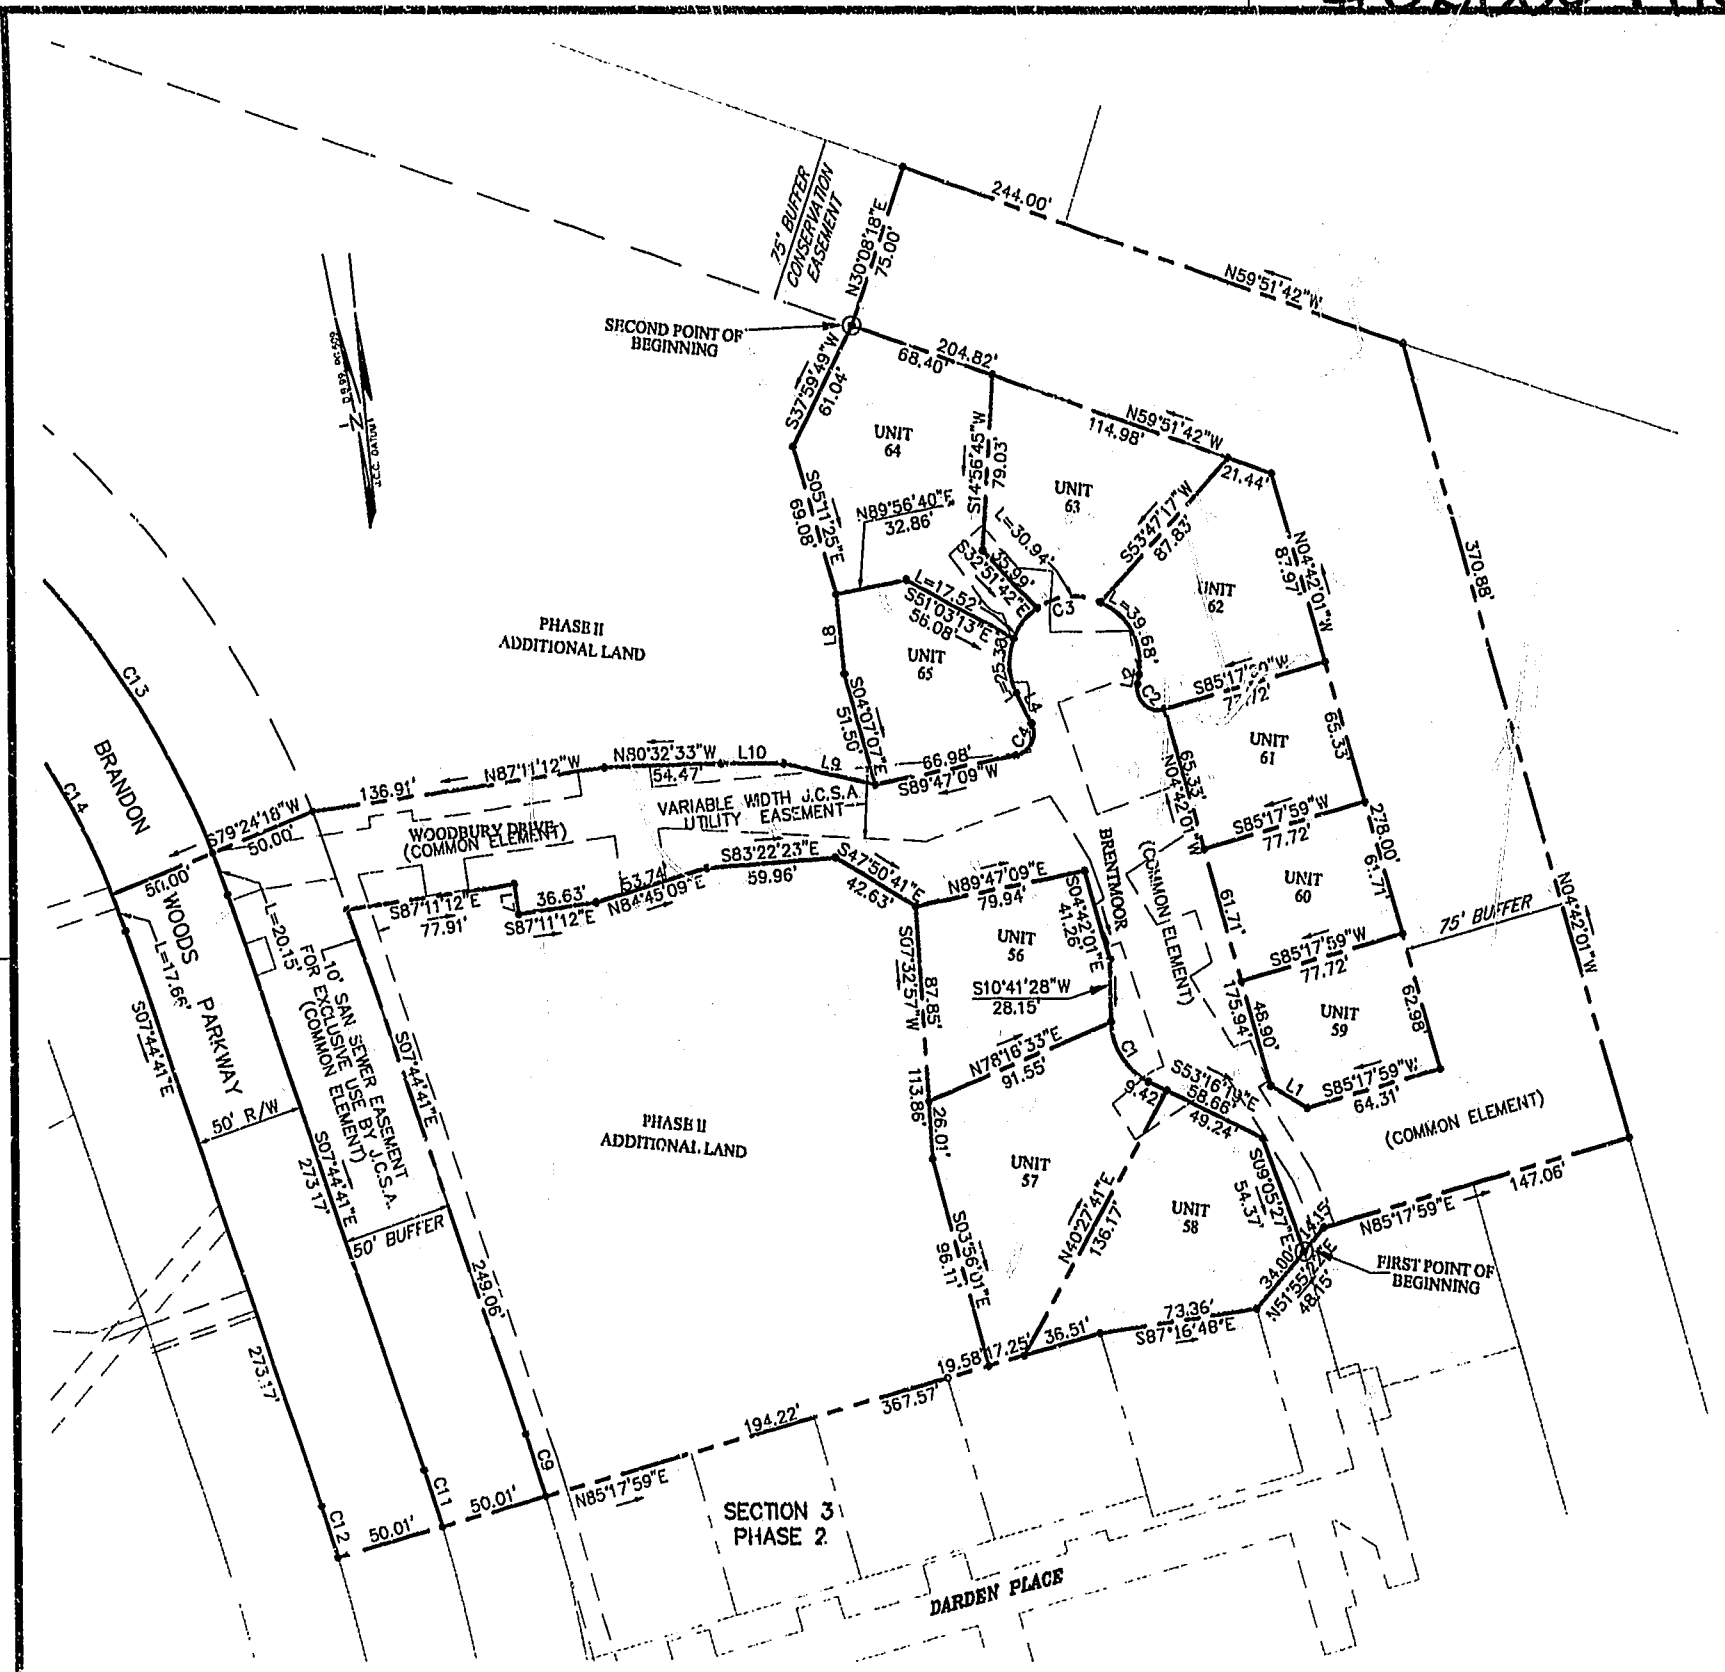 244.00'
N59°51'42"W
75' BUFFER
CONSERVATION
EASEMENT
N30°08'18"E
75.00'
SECOND POINT OF
BEGINNING
204.82'
68.40'
N59°51'42"W
114.98'
21.44'
S37°59'49"W
61.04'
UNIT
64
S14°56'45"W
79.03'
UNIT
63
S53°47'17"W
87.83'
N04°42'01"W
87.97'
370.88'
N04°42'01"W
S05°11'25"E
69.08'
N89°56'40"E
32.86'
L=30.94'
35.99'
S32°51'42"E
L=17.52'
S51°03'13"E
56.08'
C3
L=39.68'
UNIT
62
PHASE II
ADDITIONAL LAND
L8
UNIT
65
L=25.38'
L4
L2
C2
S85°17'59"W
77.72'
C13
S04°07'07"E
51.50'
C4
65.33'
N04°42'01"W
UNIT
61
65.33'
BRANDON
WOODS
PARKWAY
C14
N80°32'33"W
54.47'
L10
L9
66.98'
S89°47'09"W
N87°11'12"W
136.91'
S79°24'18"W
50.00'
50.00'
VARIABLE WIDTH J.C.S.A.
UTILITY EASEMENT
WOODBURY DRIVE
(COMMON ELEMENT)
S85°17'59"W
77.72'
278.00'
61.71'
BRENTMOOR
(COMMON ELEMENT)
S83°22'23"E
59.96'
S47°50'41"E
42.63'
N89°47'09"E
79.94'
S04°42'01"E
41.26'
UNIT
60
61.71'
75' BUFFER
S87°11'12"E
77.91'
L7
36.63'
S87°11'12"E
53.74'
N84°45'09"E
L=20.15'
L=17.66'
10' SAN. SEWER EASEMENT
FOR EXCLUSIVE USE BY J.C.S.A.
(COMMON ELEMENT)
UNIT
56
S10°41'28"W
28.15'
S85°17'59"W
77.72'
S07°32'57"W
87.85'
113.86'
26.01'
N78°16'33"E
91.55'
C1
175.94'
48.90'
UNIT
59
62.98'
S07°44'41"E
S07°44'41"E
249.06'
50' R/W
S07°44'41"E
273.17'
50' BUFFER
273.17'
PHASE II
ADDITIONAL LAND
9.42'
S53°16'19"E
58.66'
49.24'
L1
S85°17'59"W
64.31'
(COMMON ELEMENT)
UNIT
57
S09°05'27"E
54.37'
14.15'
N85°17'59"E
147.06'
N40°27'41"E
136.17'
UNIT
58
S03°56'01"E
96.11'
34.00'
N51°55'22"E
48.15'
FIRST POINT OF
BEGINNING
73.36'
S87°16'48"E
36.51'
17.25'
19.58'
367.57'
194.22'
N85°17'59"E
C9
C11
50.01'
C12
50.01'
SECTION 3
PHASE 2
DARDEN PLACE